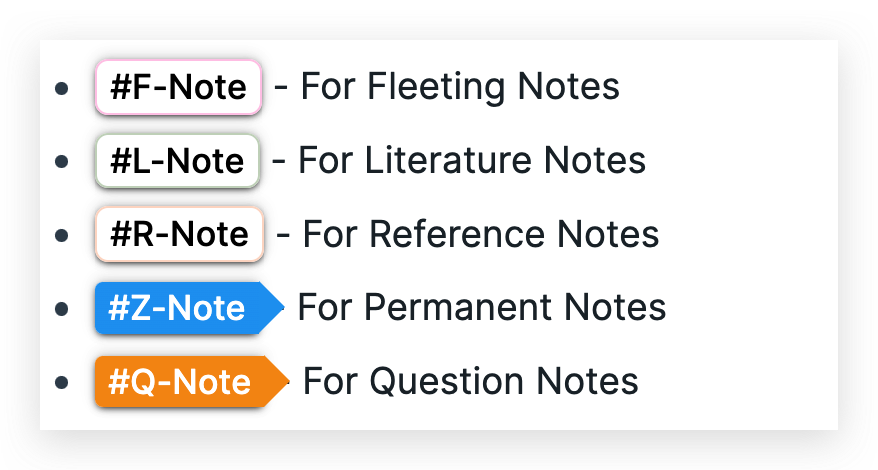 • #F-Note - For Fleeting Notes
• #L-Note - For Literature Notes
• #R-Note - For Reference Notes
• #Z-Note For Permanent Notes
• #Q-Note For Question Notes